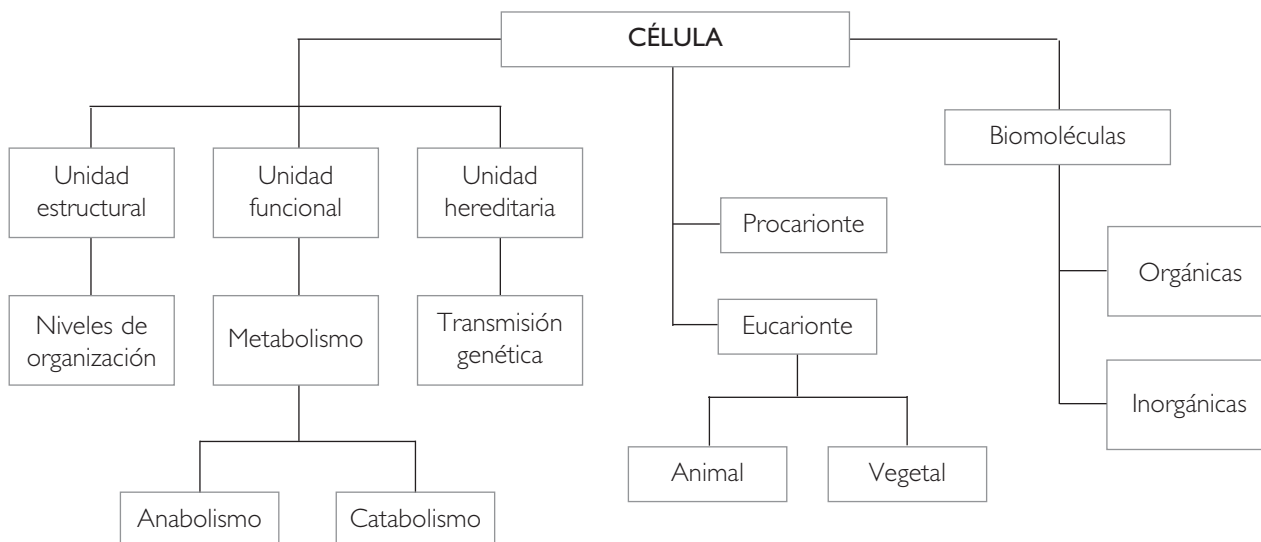 CÉLULA
Biomoléculas
Unidad
estructural
Unidad
funcional
Unidad
hereditaria
Procarionte
Orgánicas
Niveles de
organización
Metabolismo
Transmisión
genética
Eucarionte
Inorgánicas
Animal
Vegetal
Anabolismo
Catabolismo